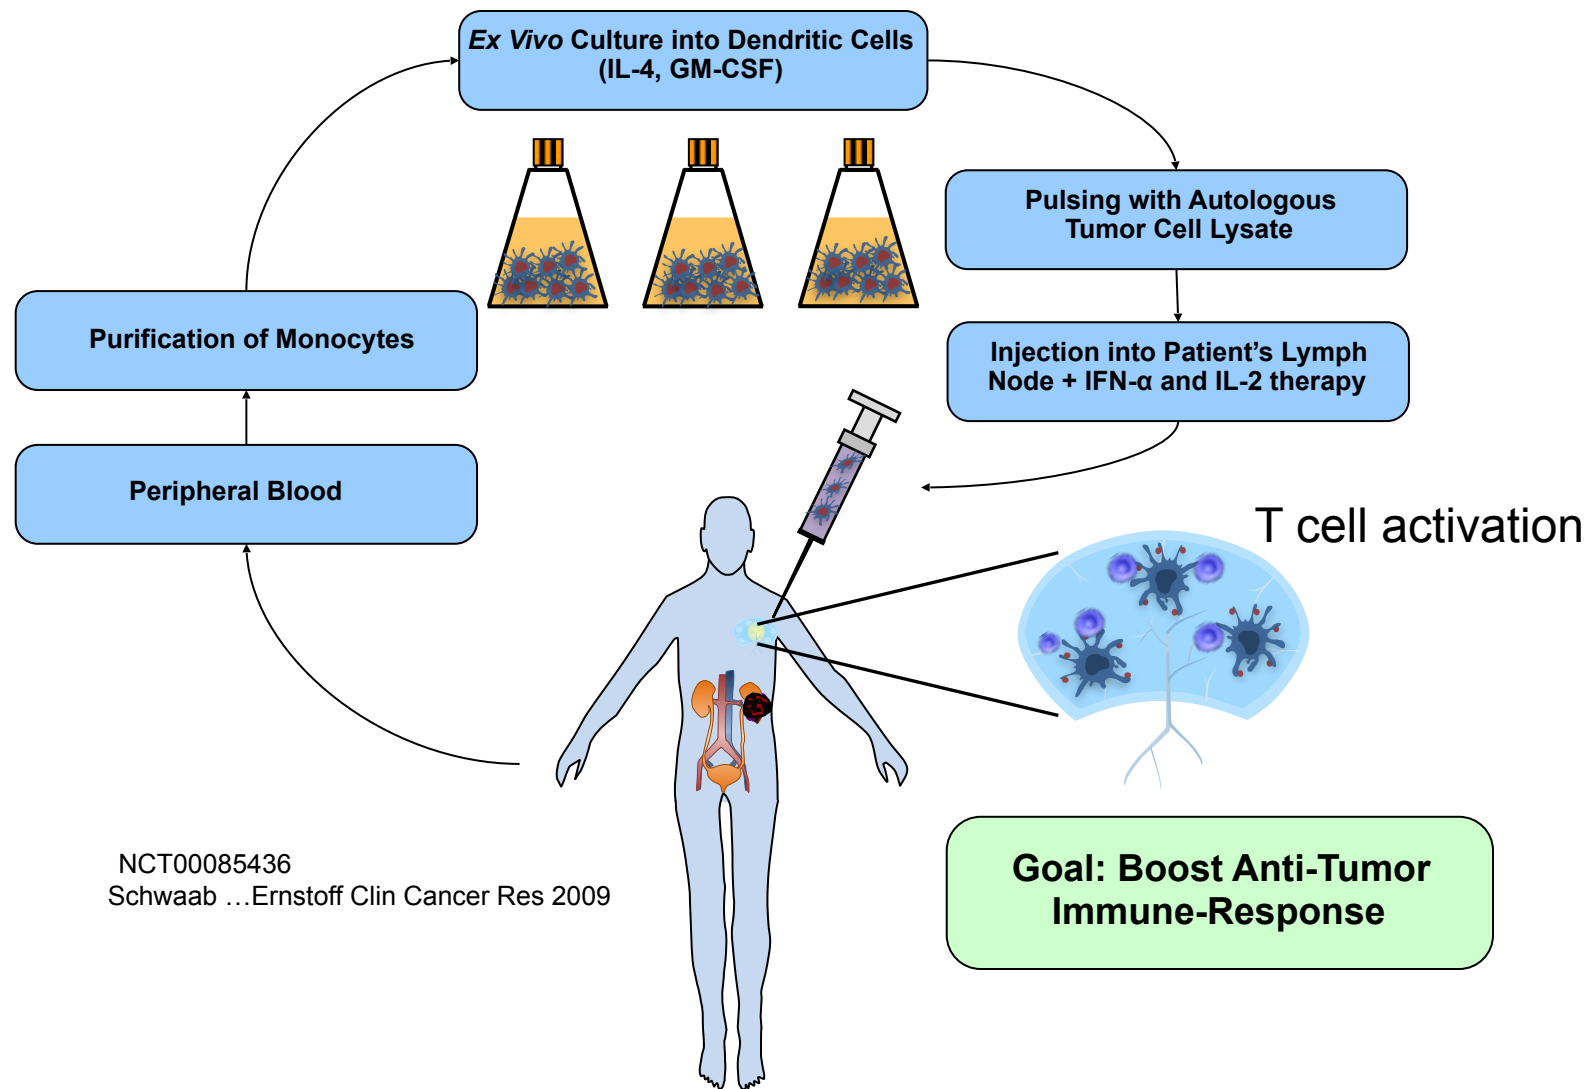 Ex Vivo Culture into Dendritic Cells
(IL-4, GM-CSF)
Pulsing with Autologous
Tumor Cell Lysate
Injection into Patient’s Lymph
Node + IFN-α and IL-2 therapy
Purification of Monocytes
Peripheral Blood
T cell activation
Goal: Boost Anti-Tumor
Immune-Response
NCT00085436
Schwaab …Ernstoff Clin Cancer Res 2009